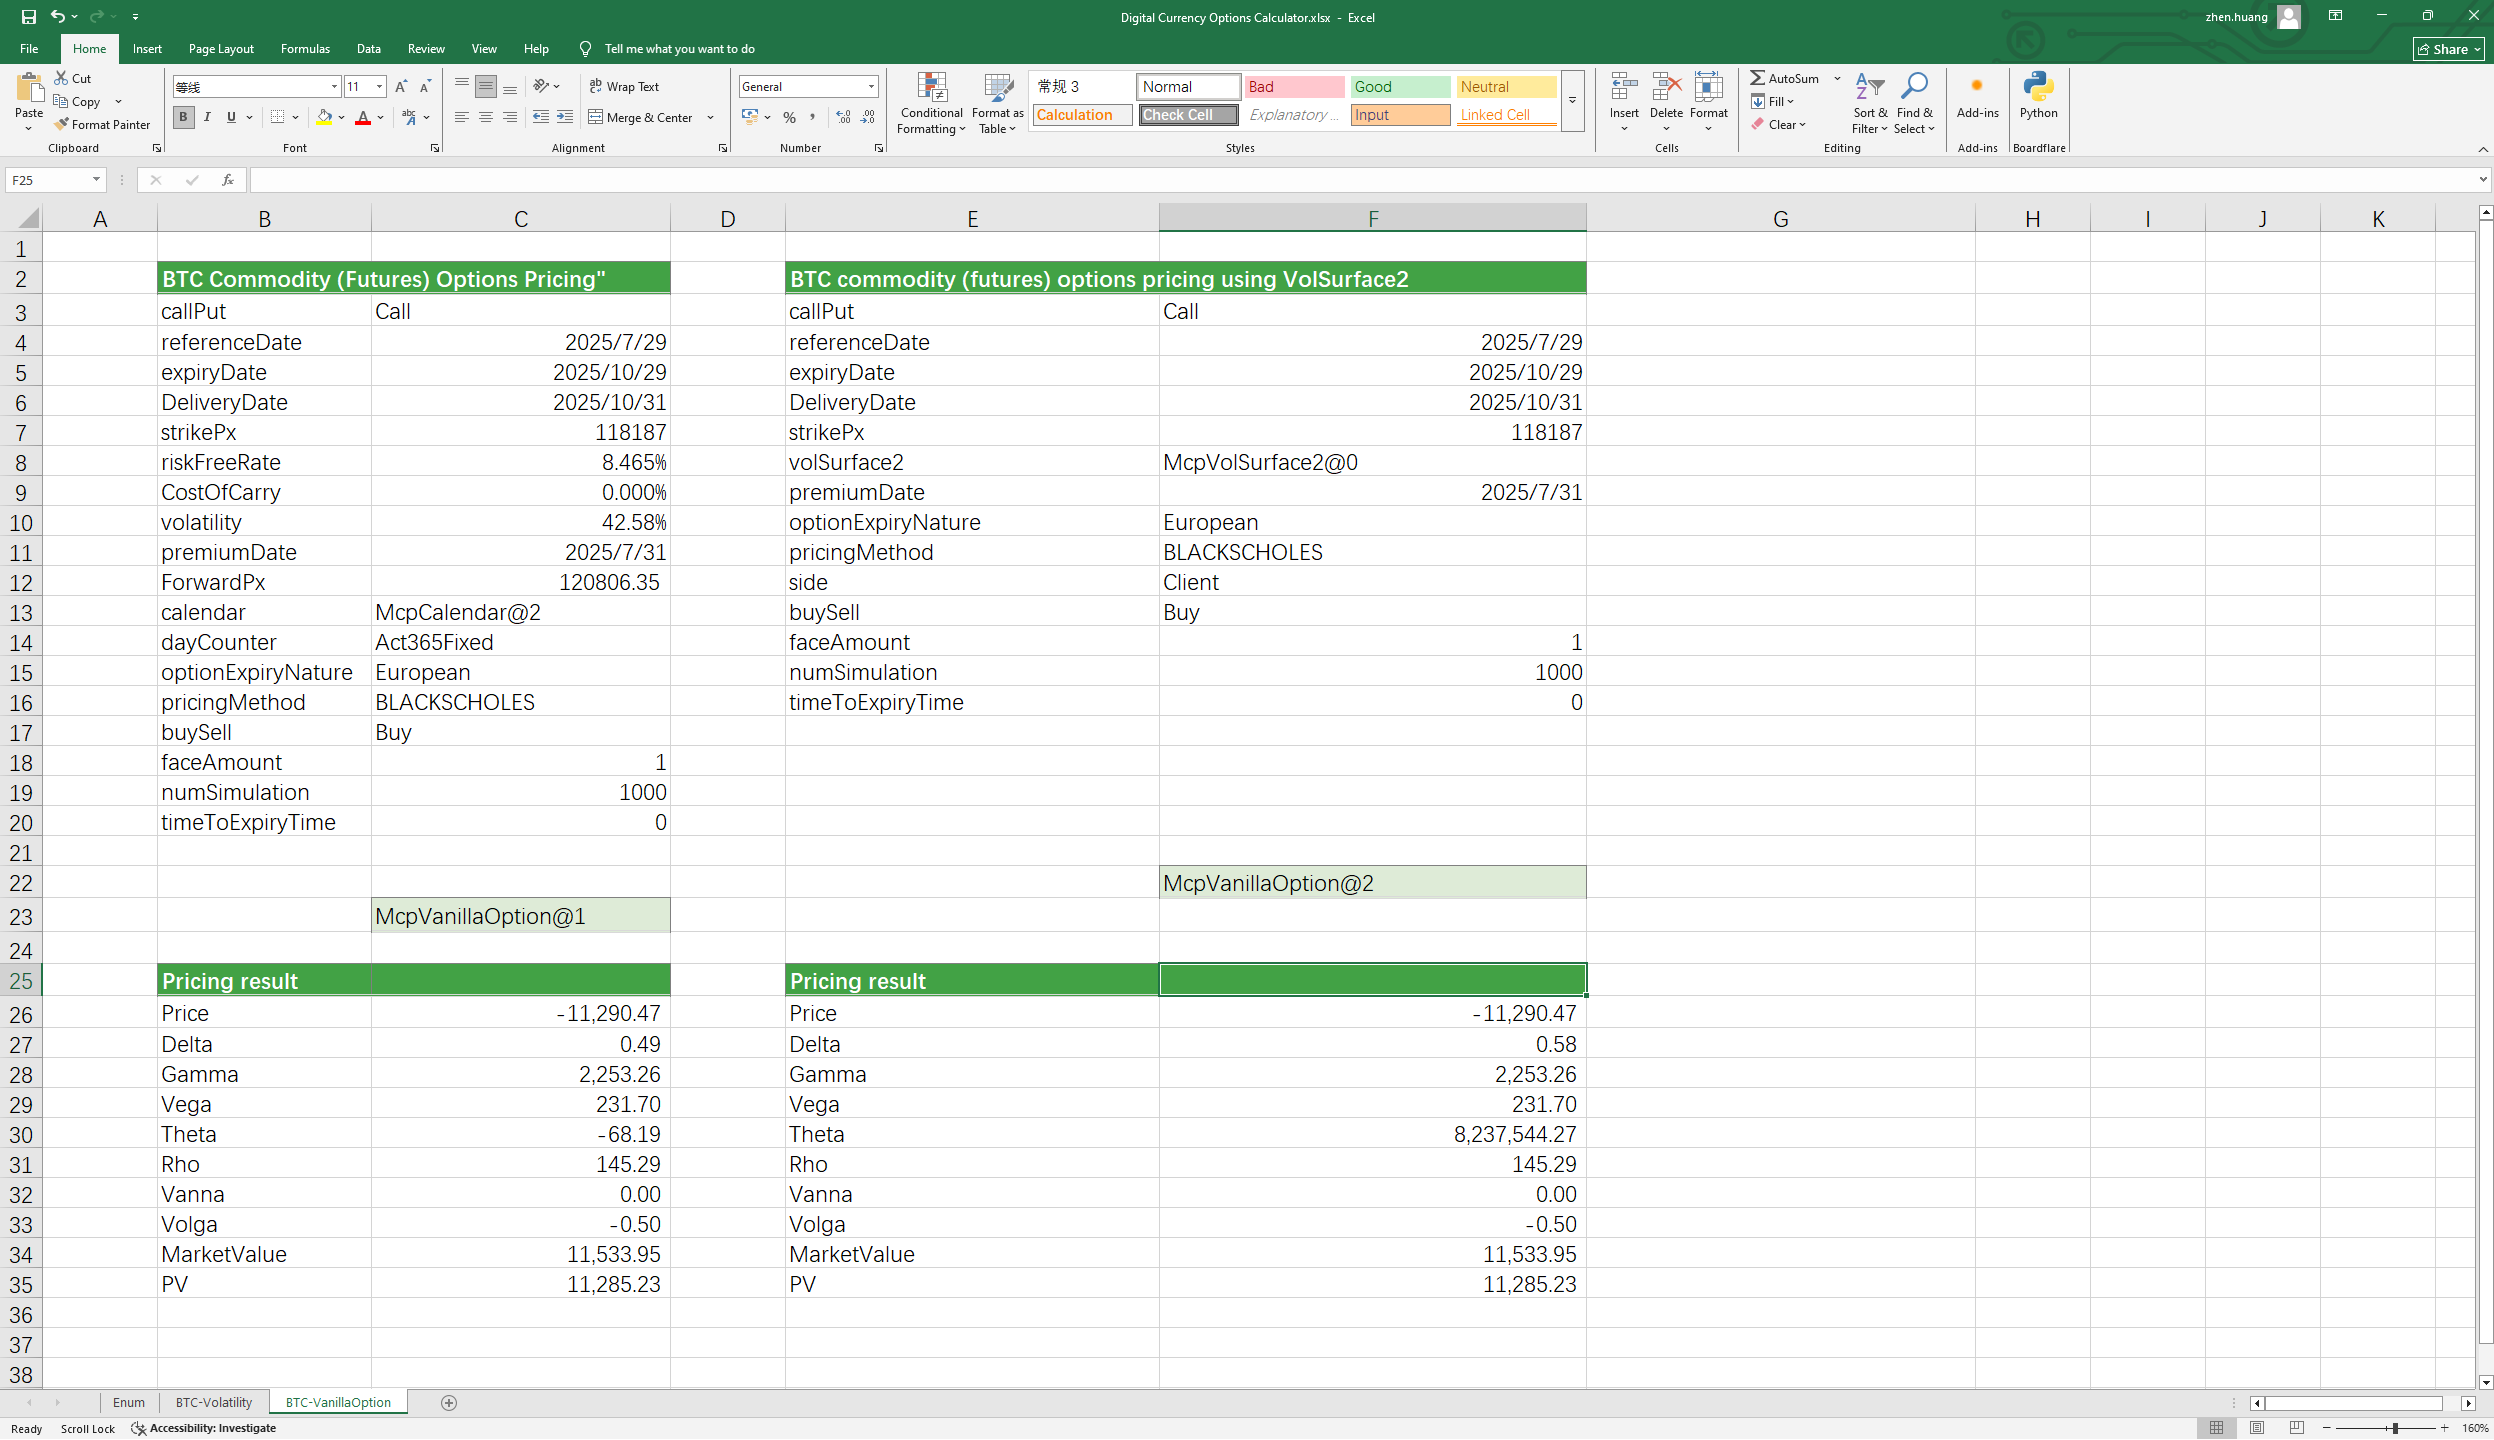 Digital Currency Options Calculator.xlsx - Excel
zhen.huang
File Home Insert Page Layout Formulas Data Review View Help Tell me what you want to do
Share
Paste
Cut
Copy
Format Painter
Clipboard
等线 11
B I U
Font
Wrap Text
Merge & Center
Alignment
General
Number
Conditional Formatting
Format as Table
常规 3 Normal Bad Good Neutral
Calculation Check Cell Explanatory ... Input Linked Cell
Styles
Insert Delete Format
Cells
AutoSum
Fill
Clear
Sort & Filter
Find & Select
Editing
Add-ins
Add-ins
Python
Boardflare
F25 fx
A B C D E F G H I J K
1
2 BTC Commodity (Futures) Options Pricing" BTC commodity (futures) options pricing using VolSurface2
3 callPut Call callPut Call
4 referenceDate 2025/7/29 referenceDate 2025/7/29
5 expiryDate 2025/10/29 expiryDate 2025/10/29
6 DeliveryDate 2025/10/31 DeliveryDate 2025/10/31
7 strikePx 118187 strikePx 118187
8 riskFreeRate 8.465% volSurface2 McpVolSurface2@0
9 CostOfCarry 0.000% premiumDate 2025/7/31
10 volatility 42.58% optionExpiryNature European
11 premiumDate 2025/7/31 pricingMethod BLACKSCHOLES
12 ForwardPx 120806.35 side Client
13 calendar McpCalendar@2 buySell Buy
14 dayCounter Act365Fixed faceAmount 1
15 optionExpiryNature European numSimulation 1000
16 pricingMethod BLACKSCHOLES timeToExpiryTime 0
17 buySell Buy
18 faceAmount 1
19 numSimulation 1000
20 timeToExpiryTime 0
21
22 McpVanillaOption@2
23 McpVanillaOption@1
24
25 Pricing result Pricing result
26 Price -11,290.47 Price -11,290.47
27 Delta 0.49 Delta 0.58
28 Gamma 2,253.26 Gamma 2,253.26
29 Vega 231.70 Vega 231.70
30 Theta -68.19 Theta 8,237,544.27
31 Rho 145.29 Rho 145.29
32 Vanna 0.00 Vanna 0.00
33 Volga -0.50 Volga -0.50
34 MarketValue 11,533.95 MarketValue 11,533.95
35 PV 11,285.23 PV 11,285.23
36
37
38
Enum BTC-Volatility BTC-VanillaOption
Ready Scroll Lock Accessibility: Investigate 160%